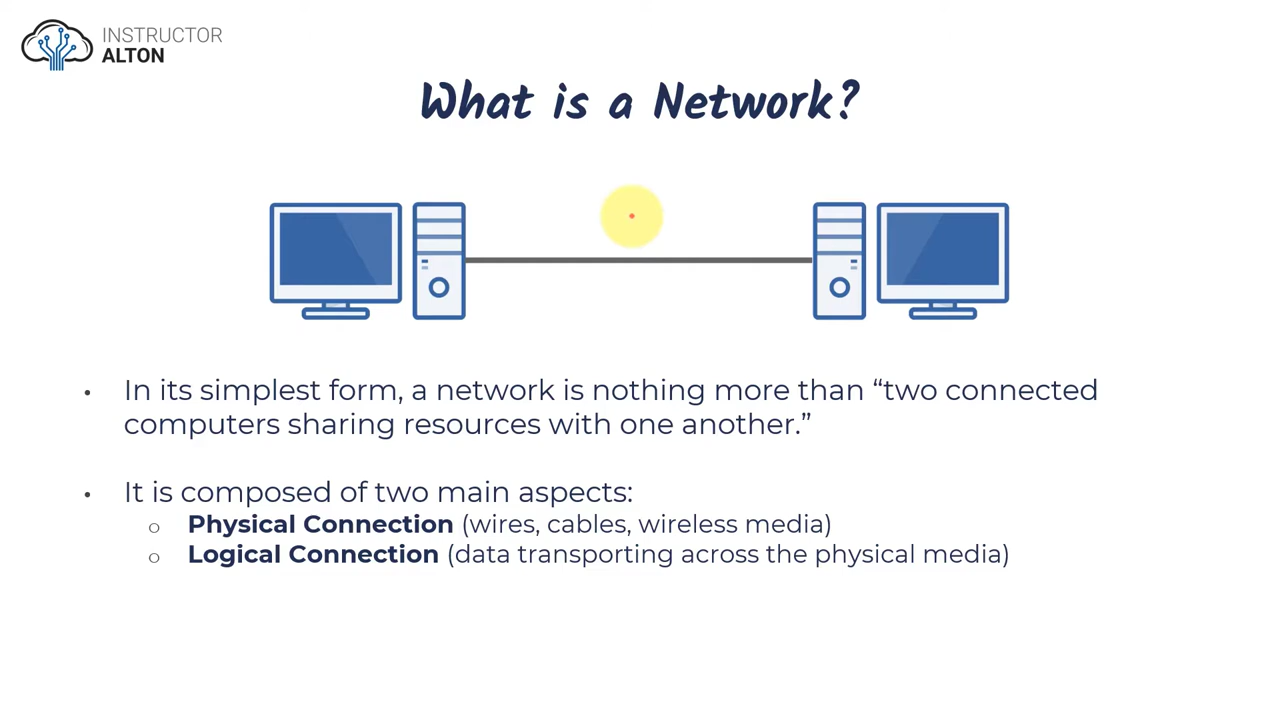 INSTRUCTOR
ALTON
What is a Network?
• In its simplest form, a network is nothing more than “two connected
computers sharing resources with one another.”
• It is composed of two main aspects:
○ Physical Connection (wires, cables, wireless media)
○ Logical Connection (data transporting across the physical media)